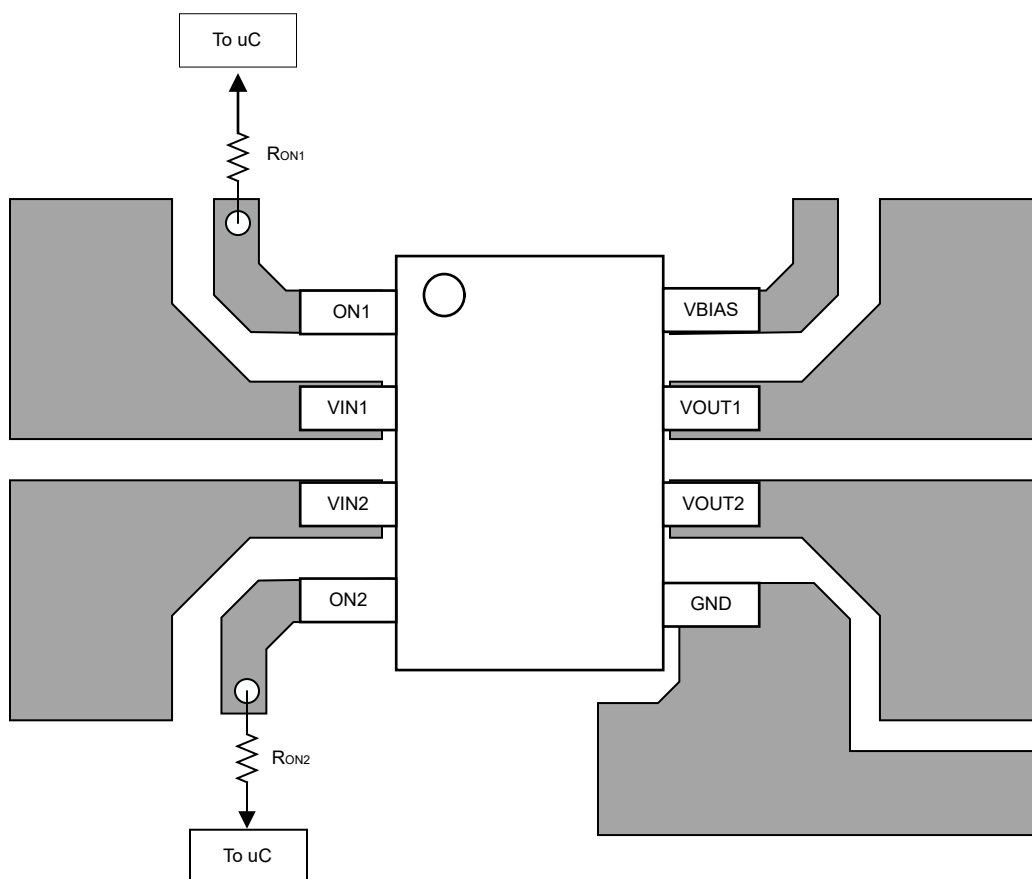 To uC
RON1
ON1
VBIAS
VIN1
VOUT1
VIN2
VOUT2
ON2
GND
RON2
To uC